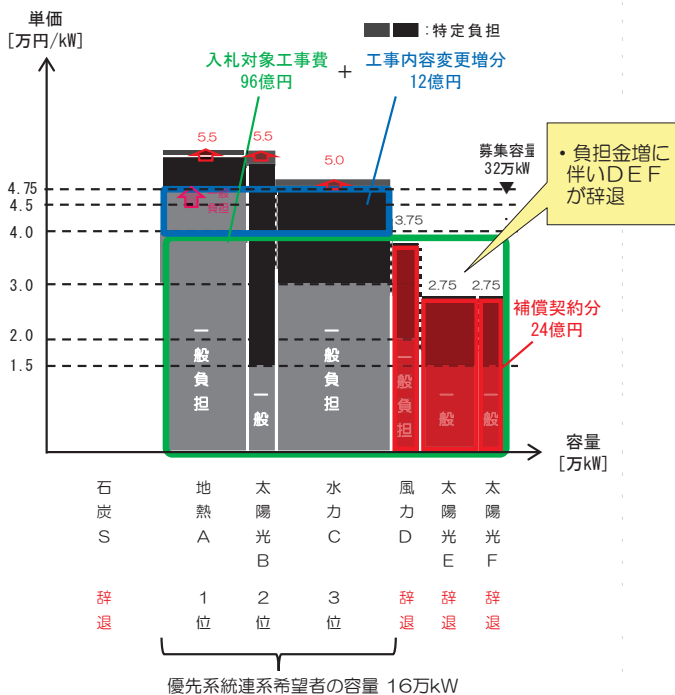 単価
[万円/kW]
:特定負担
入札対象工事費
96億円
+
工事内容変更増分
12億円
5.5
5.5
5.0
募集容量
32万kW
・負担金増に
伴いDEF
が辞退
4.75
4.5
4.0
3.0
2.0
1.5
般
負担
3.75
2.75
2.75
補償契約分
24億円
一般負担
一般
一般負担
一般負担
一般
一般
容量
[万kW]
石炭S
地熱A
太陽光B
水力C
風力D
太陽光E
太陽光F
辞退
1位
2位
3位
辞退
辞退
辞退
優先系統連系希望者の容量 16万kW